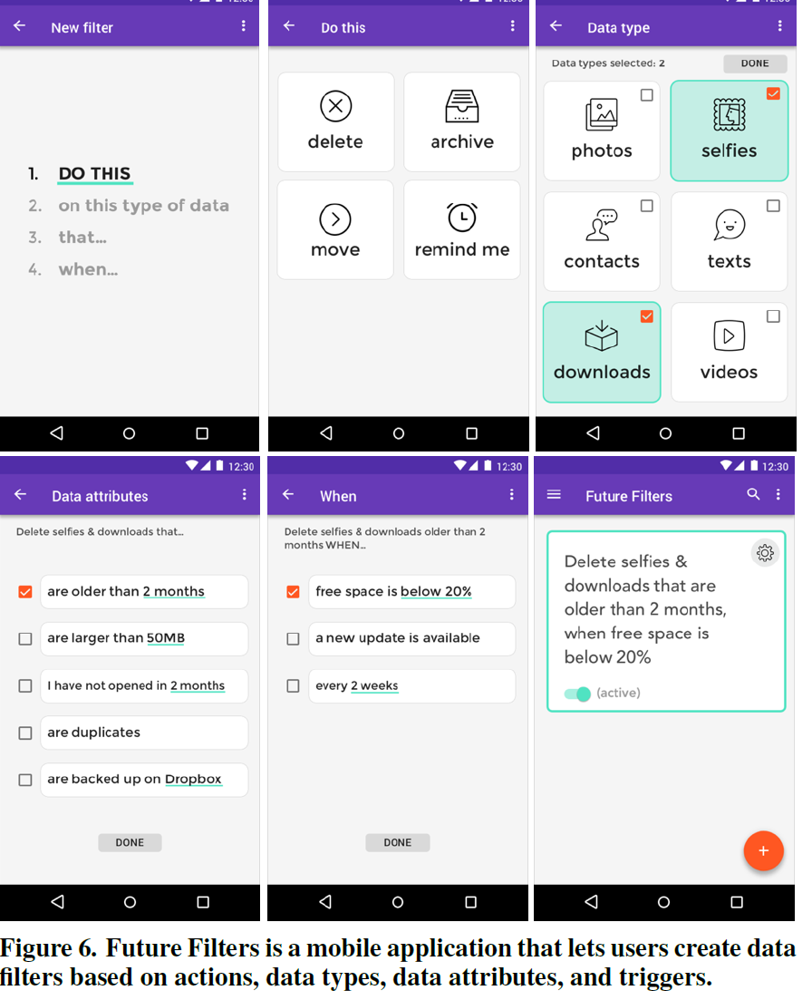 New filter
1. DO THIS
2. on this type of data
3. that...
4. when...
Do this
delete
archive
move
remind me
Data type
Data types selected: 2
DONE
photos
selfies
contacts
texts
downloads
videos
12:30
Data attributes
Delete selfies & downloads that...
are older than 2 months
are larger than 50MB
I have not opened in 2 months
are duplicates
are backed up on Dropbox
DONE
12:30
When
Delete selfies & downloads older than 2
months WHEN...
free space is below 20%
a new update is available
every 2 weeks
DONE
12:30
Future Filters
Delete selfies &
downloads that are
older than 2 months,
when free space is
below 20%
(active)
+
Figure 6. Future Filters is a mobile application that lets users create data
filters based on actions, data types, data attributes, and triggers.